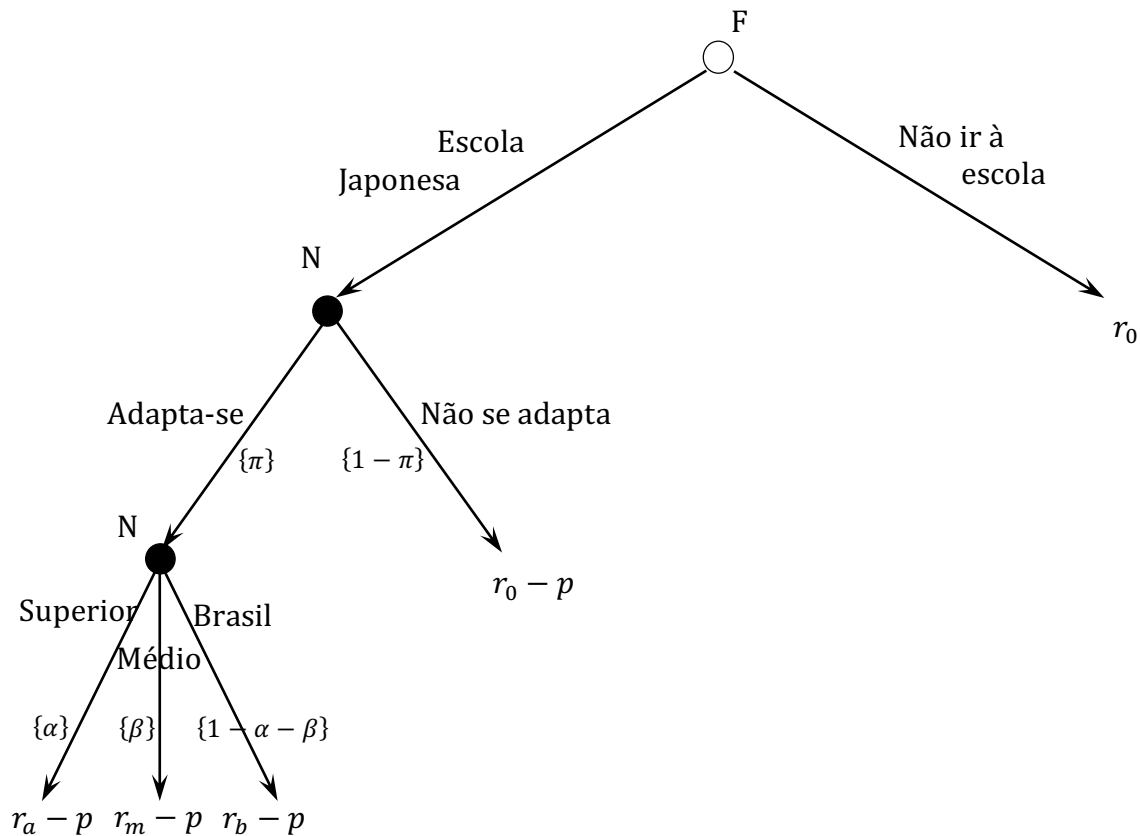 F
Escola
Japonesa
Não ir à
escola
N
r₀
Adapta-se
Não se adapta
{π}
{1 − π}
N
r₀ − p
Superior
Brasil
Médio
{α}
{β}
{1 − α − β}
rₐ − p
rₘ − p
r_b − p